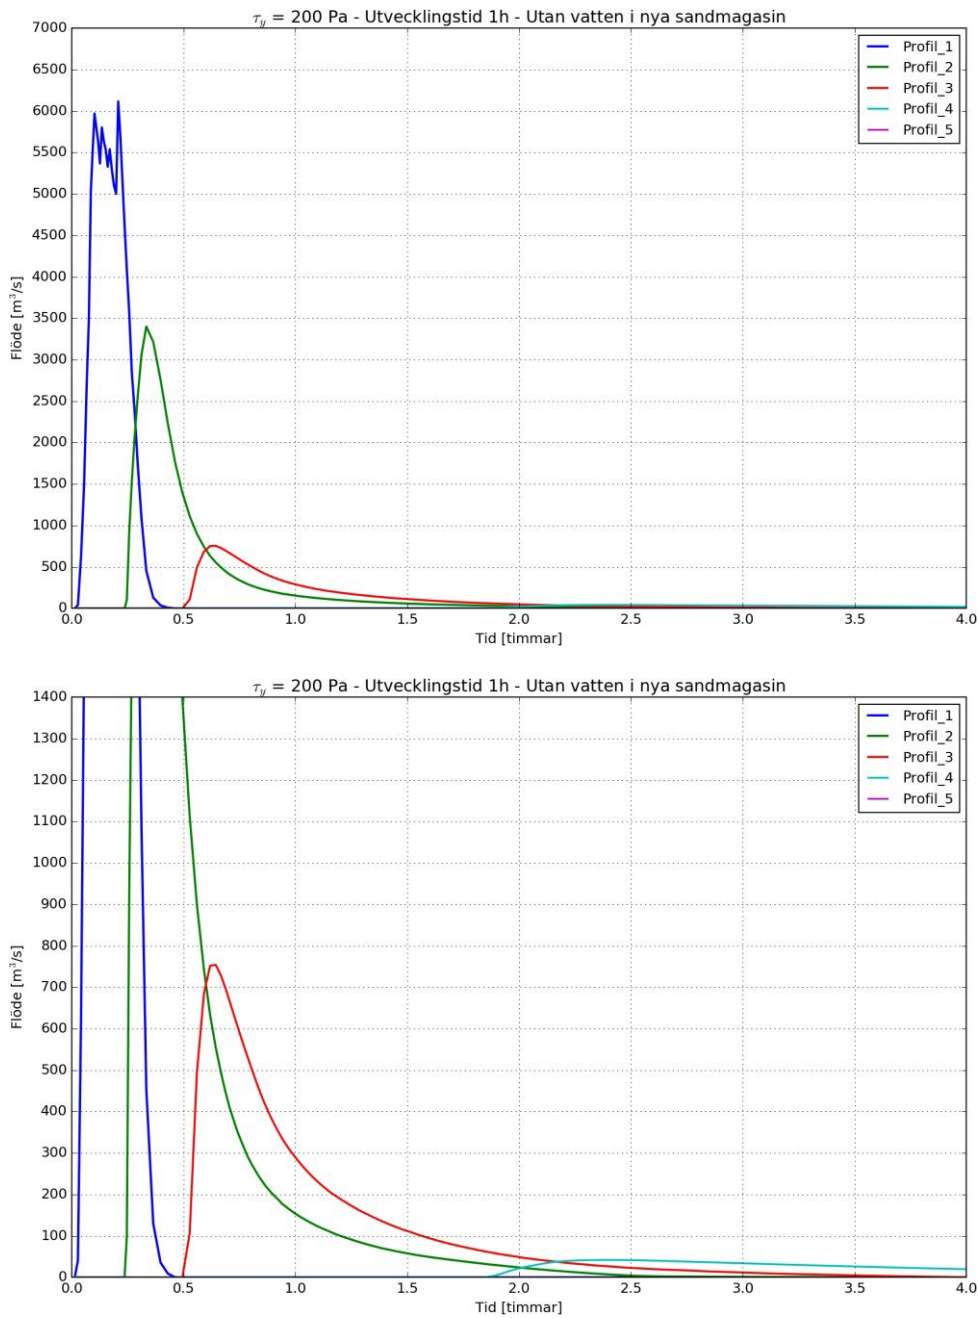 τy = 200 Pa - Utvecklingstid 1h - Utan vatten i nya sandmagasin
7000
6500
6000
5500
5000
4500
4000
3500
3000
2500
2000
1500
1000
500
0
Flöde [m³/s]
Profil_1
Profil_2
Profil_3
Profil_4
Profil_5
0.0 0.5 1.0 1.5 2.0 2.5 3.0 3.5 4.0
Tid [timmar]
τy = 200 Pa - Utvecklingstid 1h - Utan vatten i nya sandmagasin
1400
1300
1200
1100
1000
900
800
700
600
500
400
300
200
100
0
Flöde [m³/s]
Profil_1
Profil_2
Profil_3
Profil_4
Profil_5
0.0 0.5 1.0 1.5 2.0 2.5 3.0 3.5 4.0
Tid [timmar]